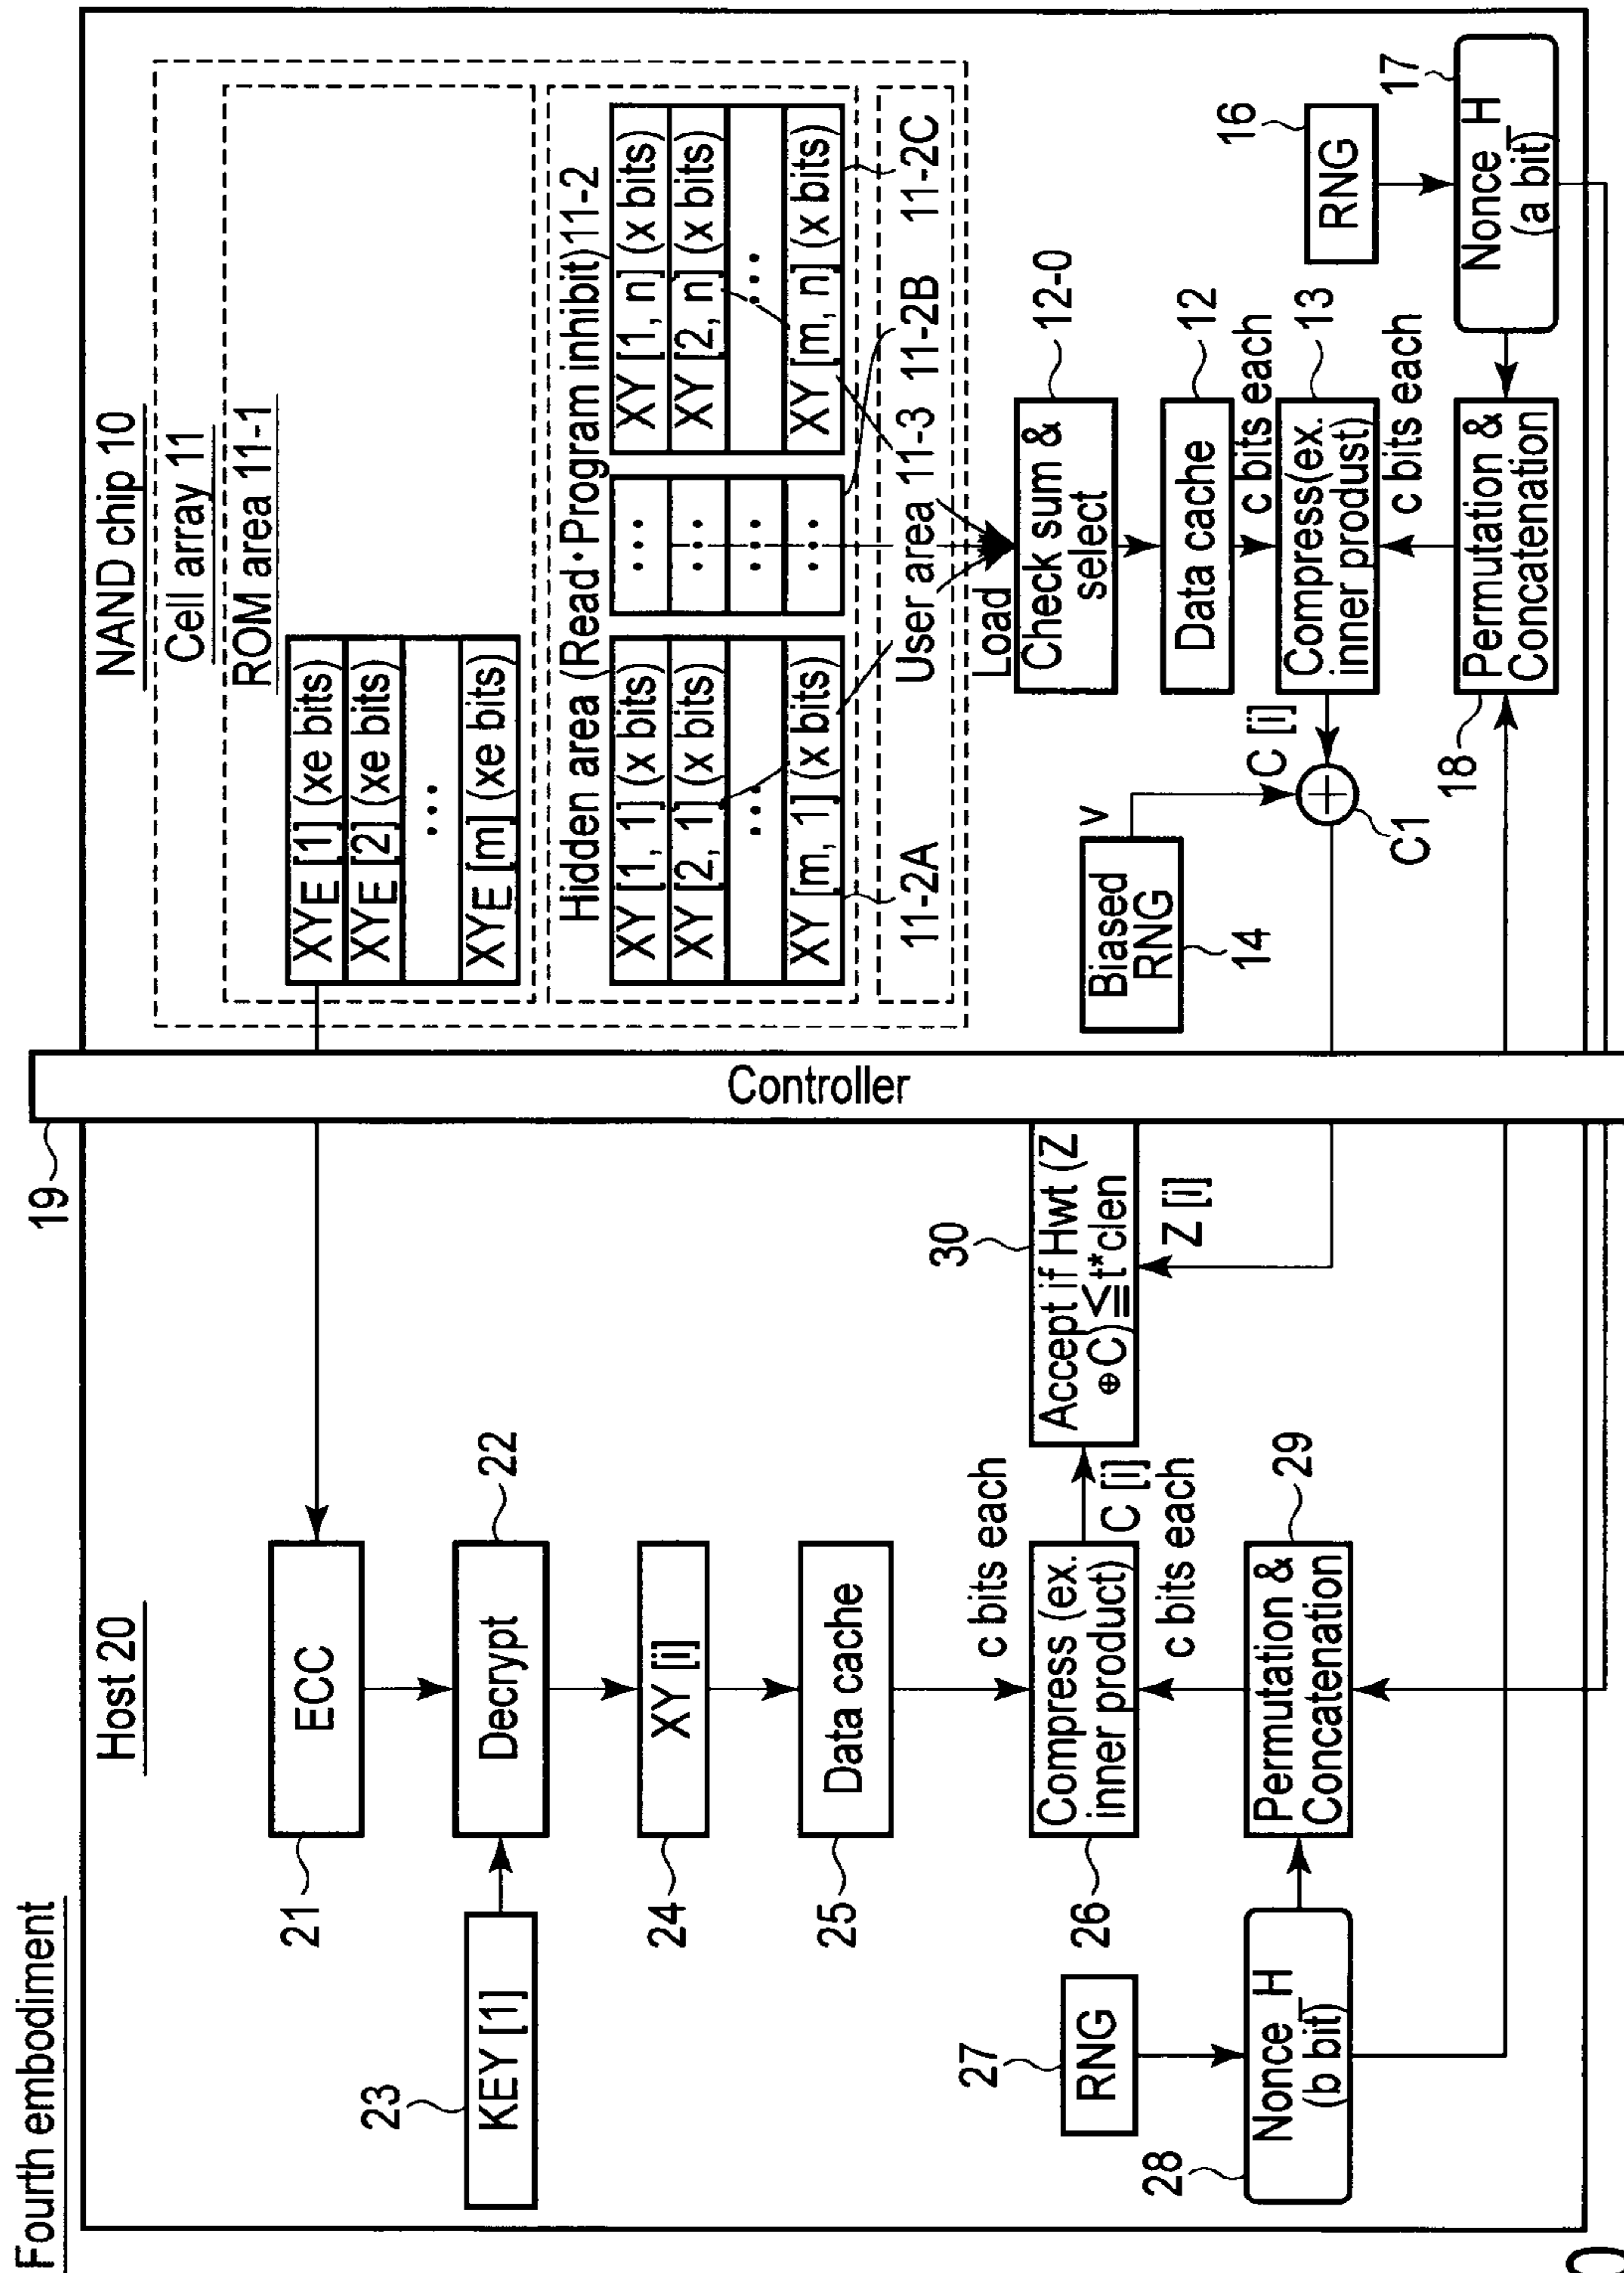 Fourth embodiment
Host 20
NAND chip 10
Cell array 11
ROM area 11-1
XYE [1] (xe bits)
XYE [2] (xe bits)
...
XYE [m] (xe bits)
Hidden area (Read·Program inhibit)11-2
XY [1, 1] (x bits)
XY [2, 1] (x bits)
...
XY [m, 1] (x bits)
...
...
...
...
XY [1, n] (x bits)
XY [2, n] (x bits)
...
XY [m, n] (x bits)
11-2A
User area 11-3
11-2B
11-2C
Load
Check sum &
select
12-0
Data cache
12
c bits each
Compress(ex.
inner produst)
13
c bits each
C [i]
Biased
RNG
14
v
C1
RNG
16
Nonce_H
(a bit)
17
Permutation &
Concatenation
18
Controller
19
ECC
21
Decrypt
22
KEY [1]
23
XY [i]
24
Data cache
25
c bits each
Compress (ex.
inner product)
26
C [i]
c bits each
RNG
27
Nonce_H
(b bit)
28
Permutation &
Concatenation
29
Accept if Hwt (Z
⊕C)≦t*clen
30
Z [i]